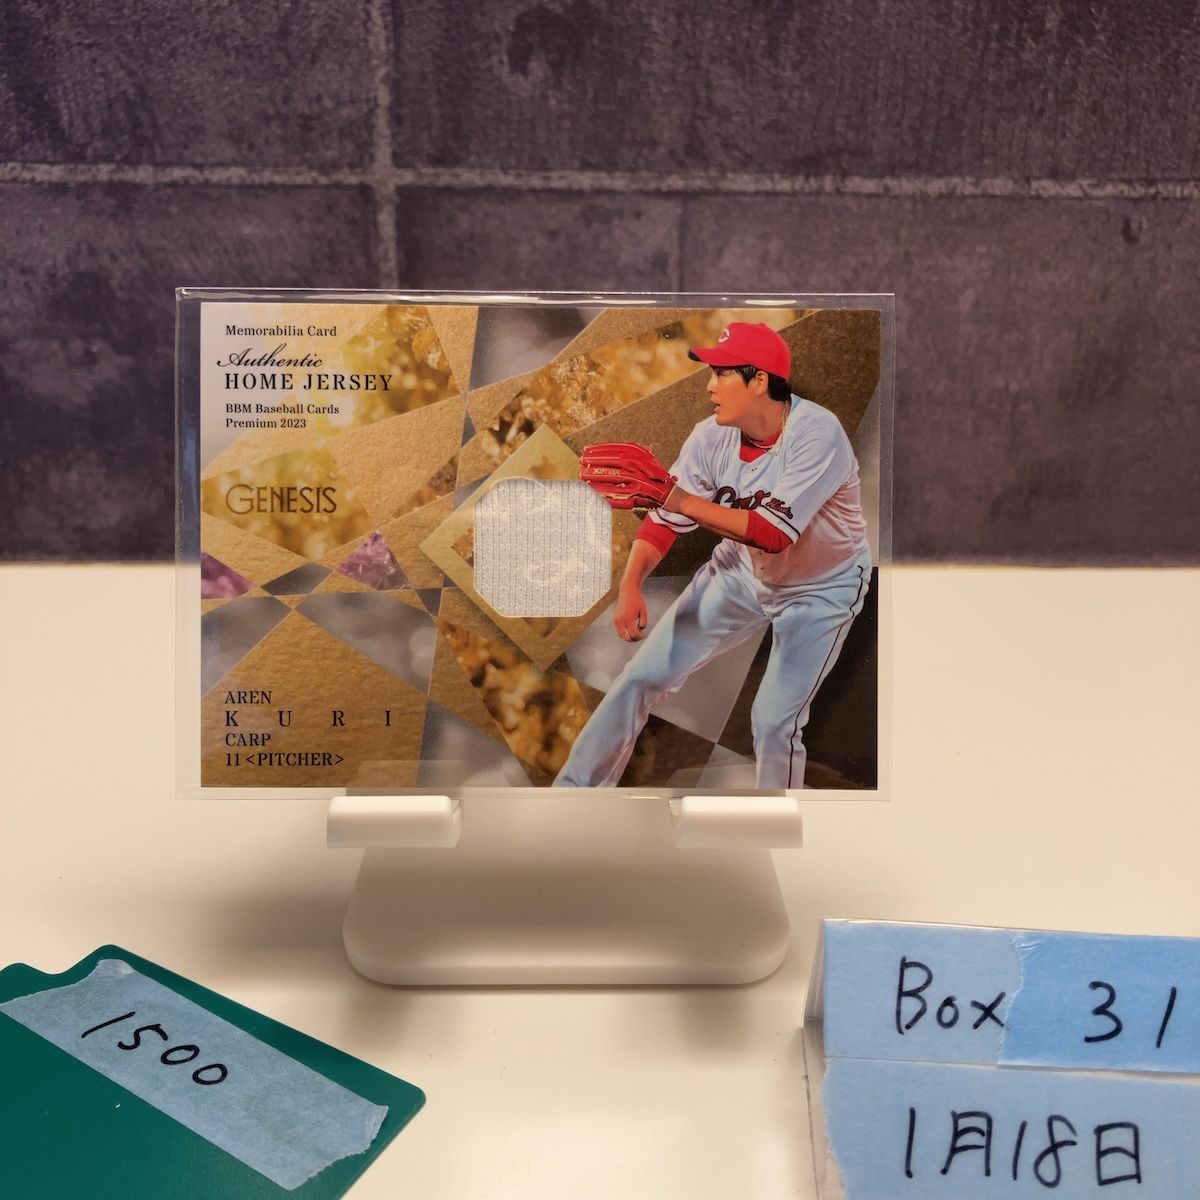 Memorabilia Card
Authentic
HOME JERSEY
BBM Baseball Cards
Premium 2023
GENESIS
AREN
KURI
CARP
11 <PITCHER>
1500
Box 31
1月18日